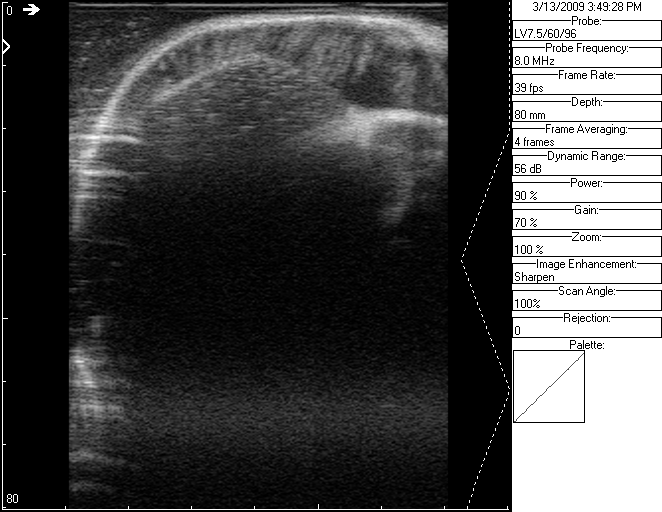 0
3/13/2009 3:49:28 PM
Probe:
LV7.5/60/96
Probe Frequency:
8.0 MHz
Frame Rate:
39 fps
Depth:
80 mm
Frame Averaging:
4 frames
Dynamic Range:
56 dB
Power:
90 %
Gain:
70 %
Zoom:
100 %
Image Enhancement:
Sharpen
Scan Angle:
100%
Rejection:
0
Palette:
80